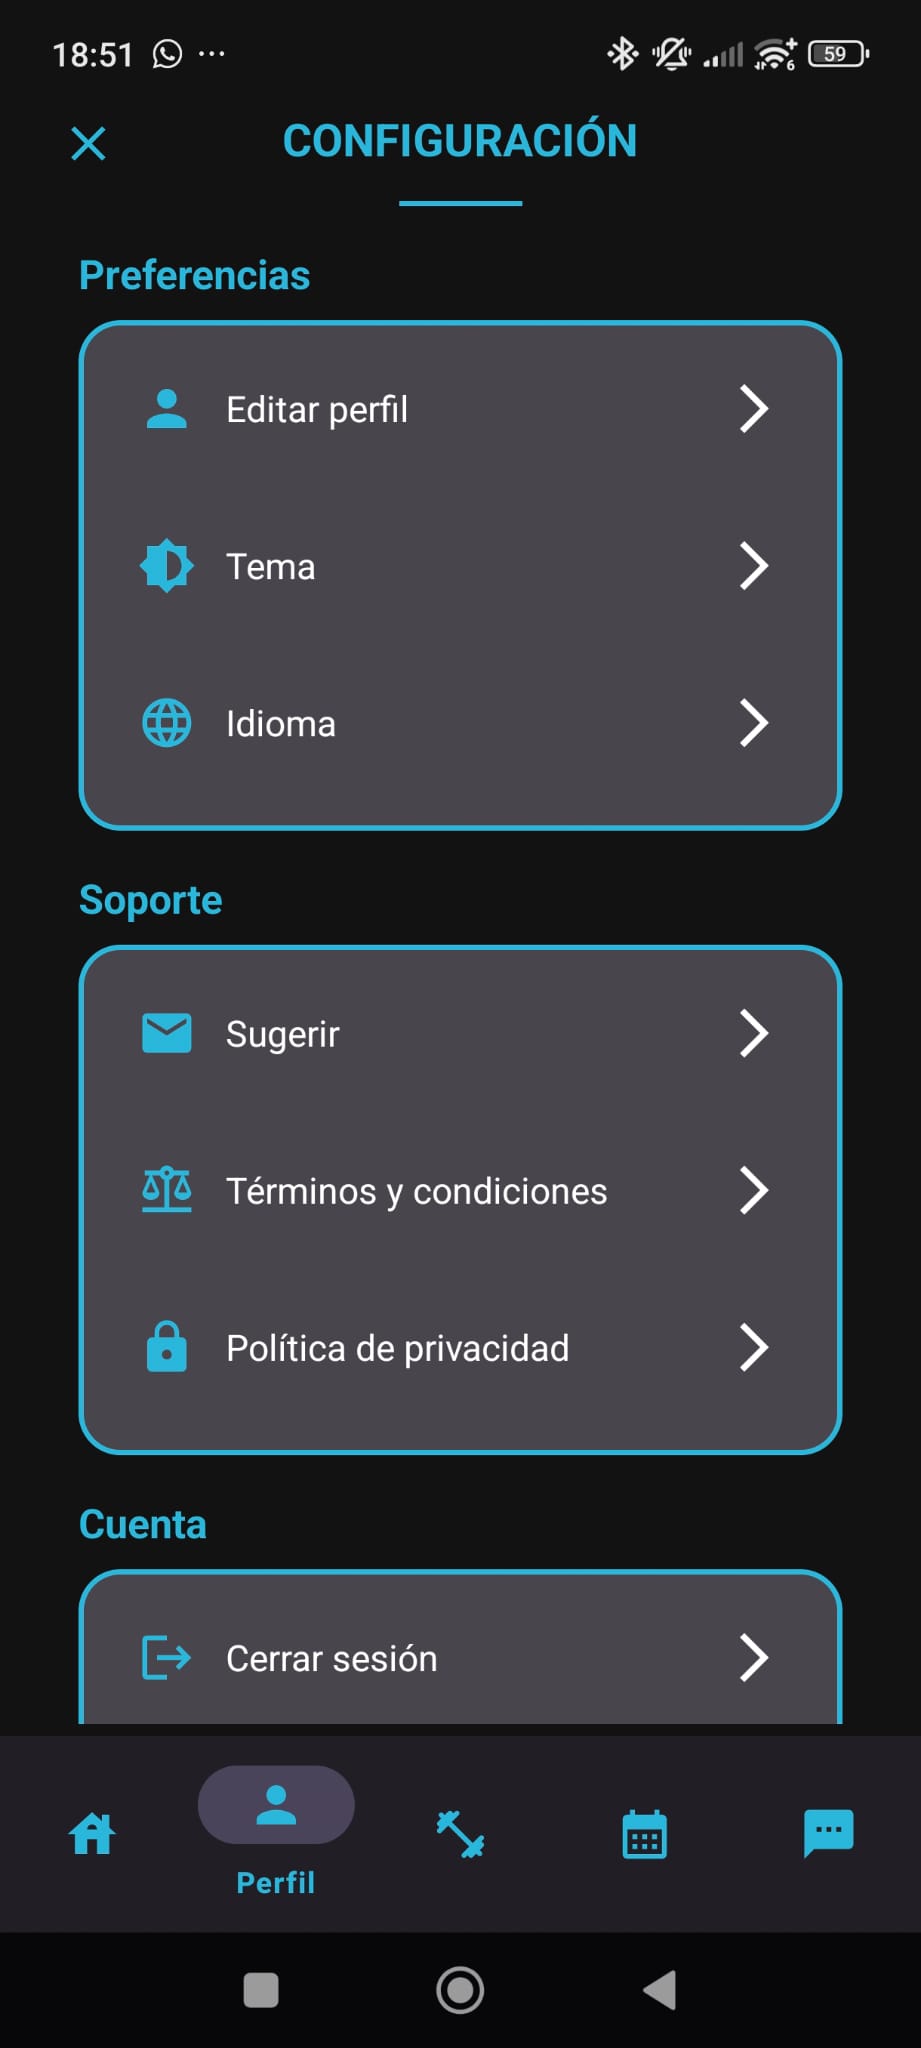 18:51
59
CONFIGURACIÓN
Preferencias
Editar perfil
Tema
Idioma
Soporte
Sugerir
Términos y condiciones
Política de privacidad
Cuenta
Cerrar sesión
Perfil